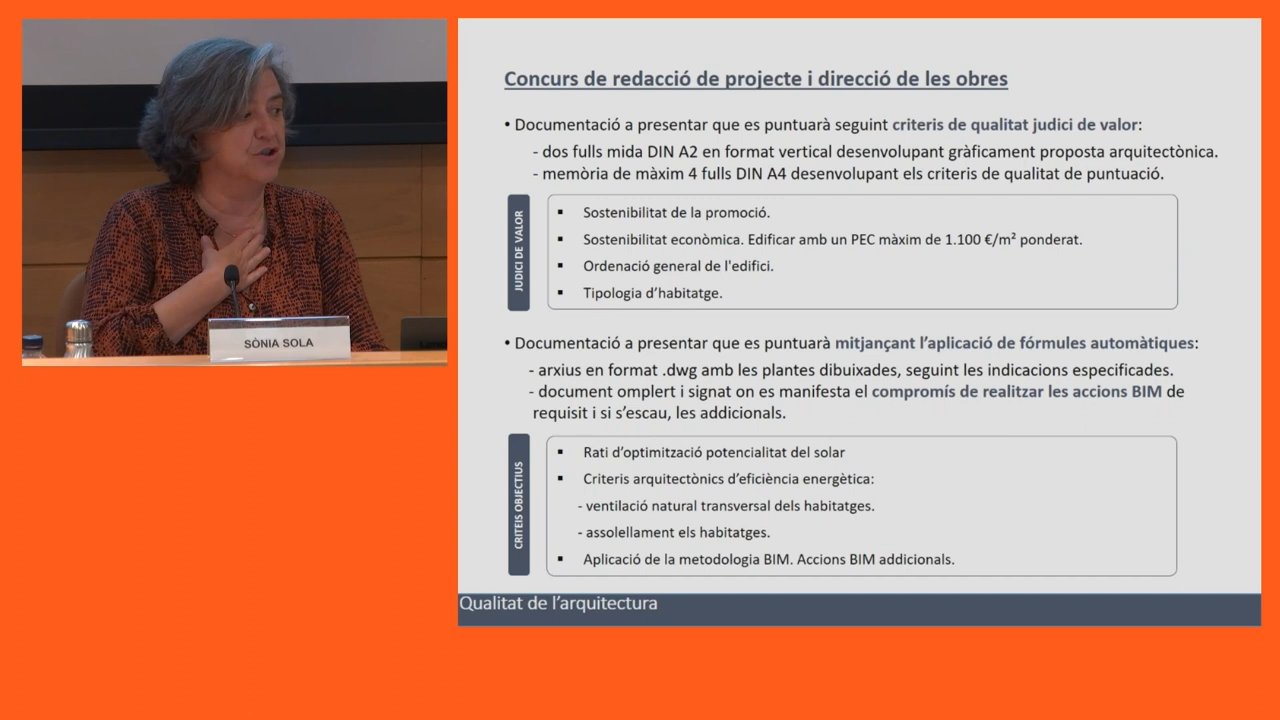 SÒNIA SOLA
Concurs de redacció de projecte i direcció de les obres
• Documentació a presentar que es puntuarà seguint criteris de qualitat judici de valor:
- dos fulls mida DIN A2 en format vertical desenvolupant gràficament proposta arquitectònica.
- memòria de màxim 4 fulls DIN A4 desenvolupant els criteris de qualitat de puntuació.
JUDICI DE VALOR
▪ Sostenibilitat de la promoció.
▪ Sostenibilitat econòmica. Edificar amb un PEC màxim de 1.100 €/m² ponderat.
▪ Ordenació general de l'edifici.
▪ Tipologia d’habitatge.
• Documentació a presentar que es puntuarà mitjançant l’aplicació de fórmules automàtiques:
- arxius en format .dwg amb les plantes dibuixades, seguint les indicacions especificades.
- document omplert i signat on es manifesta el compromís de realitzar les accions BIM de
requisit i si s’escau, les addicionals.
CRITEIS OBJECTIUS
▪ Rati d’optimització potencialitat del solar
▪ Criteris arquitectònics d’eficiència energètica:
- ventilació natural transversal dels habitatges.
- assolellament els habitatges.
▪ Aplicació de la metodologia BIM. Accions BIM addicionals.
Qualitat de l’arquitectura